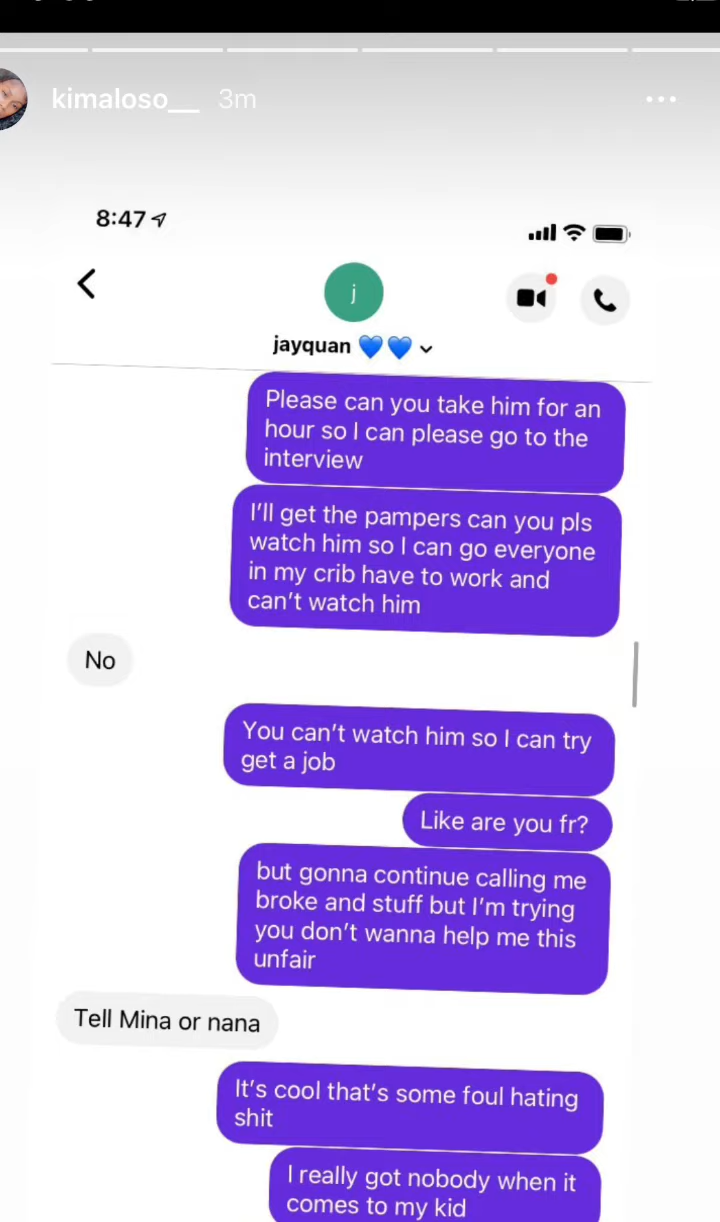 kimaloso__ 3m
8:47
j
jayquan 💙💙
Please can you take him for an
hour so I can please go to the
interview
I'll get the pampers can you pls
watch him so I can go everyone
in my crib have to work and
can't watch him
No
You can't watch him so I can try
get a job
Like are you fr?
but gonna continue calling me
broke and stuff but I'm trying
you don't wanna help me this
unfair
Tell Mina or nana
It's cool that's some foul hating
shit
I really got nobody when it
comes to my kid